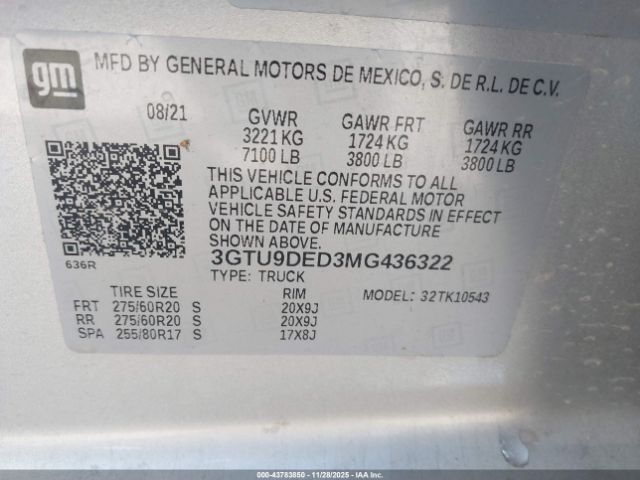 gm
MFD BY GENERAL MOTORS DE MEXICO, S. DE R.L. DE C.V.
08/21 GVWR GAWR FRT GAWR RR
3221 KG 1724 KG 1724 KG
7100 LB 3800 LB 3800 LB
THIS VEHICLE CONFORMS TO ALL
APPLICABLE U.S. FEDERAL MOTOR
VEHICLE SAFETY STANDARDS IN EFFECT
ON THE DATE OF MANUFACTURE
SHOWN ABOVE.
636R
3GTU9DED3MG436322
TYPE: TRUCK
TIRE SIZE RIM MODEL: 32TK10543
FRT 275/60R20 S 20X9J
RR 275/60R20 S 20X9J
SPA 255/80R17 S 17X8J
000-43783850 • 11/28/2025 • IAAI.COM